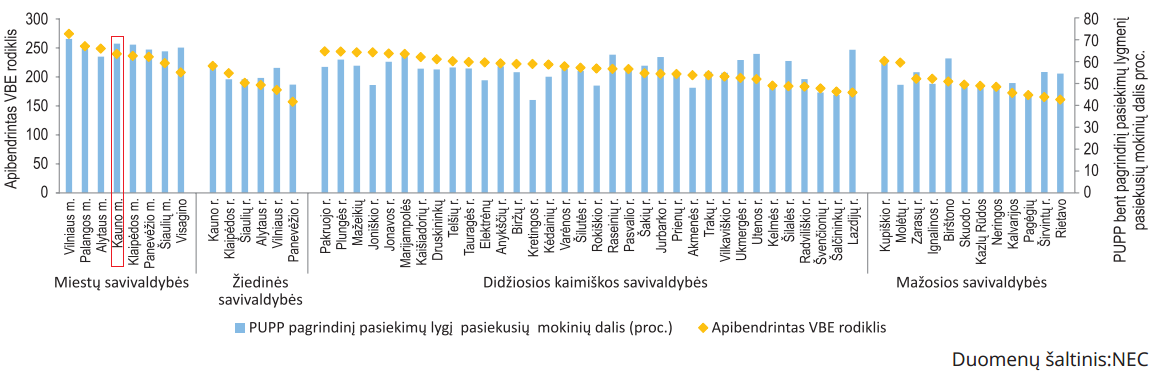 Apibendrintas VBE rodiklis
300
250
200
150
100
50
0
80
70
60
50
40
30
20
10
0
PUPP bent pagrindinį pasiekimų lygmenį
pasiekusių mokinių dalis proc.
Vilniaus m.
Palangos m.
Alytaus m.
Kauno m.
Klaipėdos m.
Panevėžio m.
Šiaulių m.
Visagino
Kauno r.
Klaipėdos r.
Šiaulių r.
Alytaus r.
Vilniaus r.
Panevėžio r.
Pakruojo r.
Plungės r.
Mažeikių
Joniškio r.
Jonavos r.
Marijampolės
Kaišiadorių r.
Druskininkų
Telšių r.
Tauragės r.
Elektrėnų
Anykščių r.
Biržų r.
Kretingos r.
Kėdainių r.
Varėnos r.
Šilutės r.
Rokiškio r.
Raseinių r.
Pasvalio r.
Šakių r.
Jurbarko r.
Prienų r.
Akmenės r.
Trakų r.
Vilkaviškio r.
Ukmergės r.
Utenos r.
Kelmės r.
Šilalės r.
Radviliškio r.
Švenčionių r.
Šalčininkų r.
Lazdijų r.
Kupiškio r.
Molėtų r.
Zarasų r.
Ignalinos r.
Birštono
Skuodo r.
Kazlų Rūdos
Neringos
Kalvarijos
Pagėgių
Širvintų r.
Rietavo
Miestų savivaldybės
Žiedinės
savivaldybės
Didžiosios kaimiškos savivaldybės
Mažosios savivaldybės
PUPP pagrindinį pasiekimų lygį pasiekusių mokinių dalis (proc.)
Apibendrintas VBE rodiklis
Duomenų šaltinis:NEC